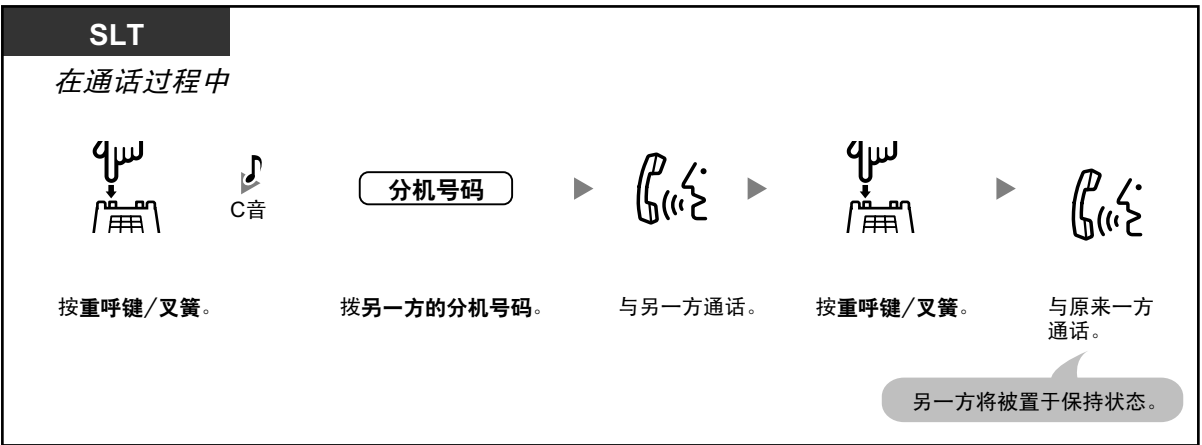 SLT
在通话过程中
C音
分机号码
按重呼键/叉簧。
拨另一方的分机号码。
与另一方通话。
按重呼键/叉簧。
与原来一方
通话。
另一方将被置于保持状态。